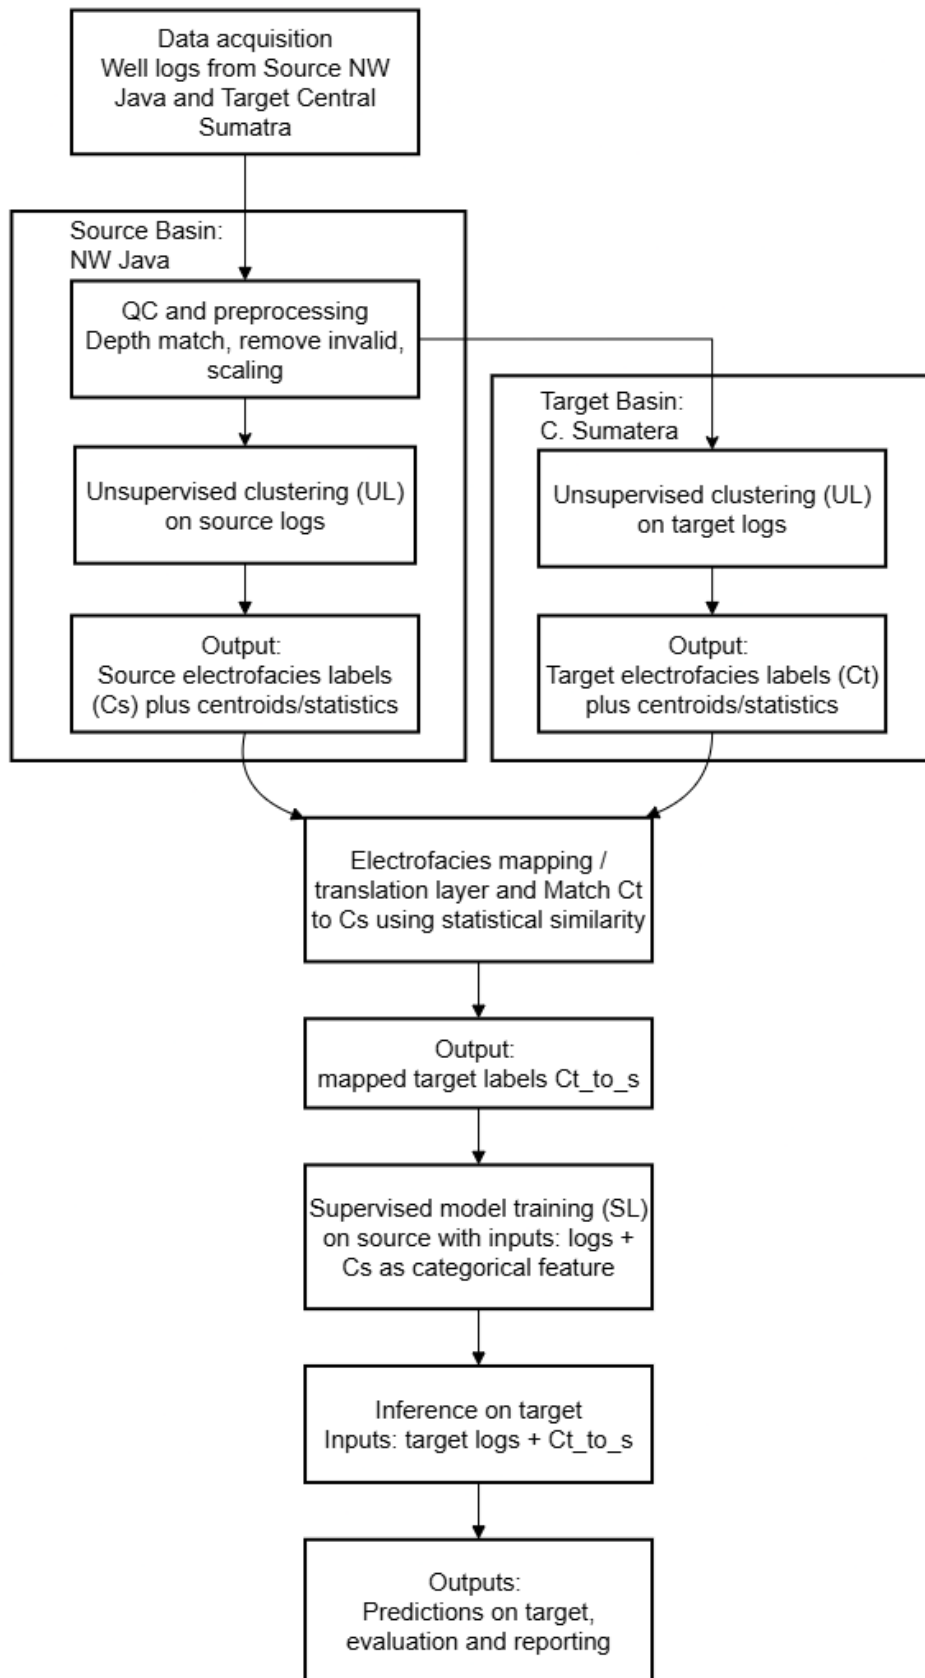 Data acquisition
Well logs from Source NW
Java and Target Central
Sumatra
Source Basin:
NW Java
QC and preprocessing
Depth match, remove invalid,
scaling
Unsupervised clustering (UL)
on source logs
Output:
Source electrofacies labels
(Cs) plus centroids/statistics
Target Basin:
C. Sumatera
Unsupervised clustering (UL)
on target logs
Output:
Target electrofacies labels (Ct)
plus centroids/statistics
Electrofacies mapping /
translation layer and Match Ct
to Cs using statistical similarity
Output:
mapped target labels Ct_to_s
Supervised model training (SL)
on source with inputs: logs +
Cs as categorical feature
Inference on target
Inputs: target logs + Ct_to_s
Outputs:
Predictions on target,
evaluation and reporting